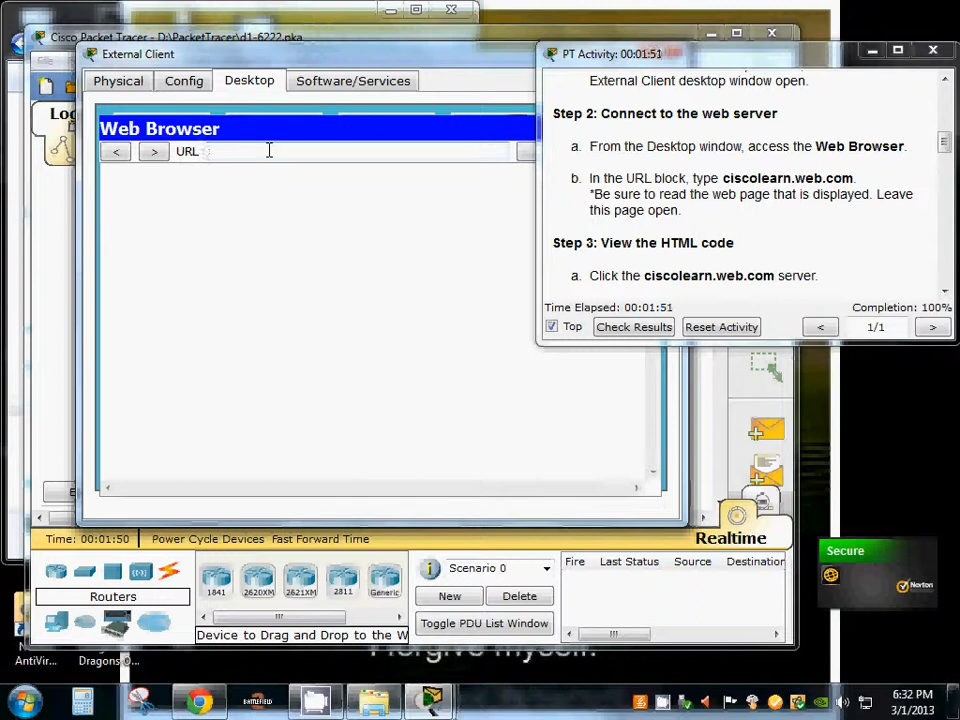 Cisco Packet Tracer - D:\PacketTracer\d1-6222.pka
External Client
PT Activity: 00:01:51
Physical
Config
Desktop
Software/Services
Log
Web Browser
<
>
URL
External Client desktop window open.
Step 2: Connect to the web server
a. From the Desktop window, access the Web Browser.
b. In the URL block, type ciscolearn.web.com.
*Be sure to read the web page that is displayed. Leave
this page open.
Step 3: View the HTML code
a. Click the ciscolearn.web.com server.
Time Elapsed: 00:01:51
Completion: 100%
Top
Check Results
Reset Activity
<
1/1
>
Time: 00:01:50
Power Cycle Devices Fast Forward Time
Realtime
Routers
1841
2620XM
2621XM
2811
Generic
Device to Drag and Drop to the W
Scenario 0
New
Delete
Toggle PDU List Window
Fire
Last Status
Source
Destination
Secure
Norton
I forgive myself.
AntiVir...
Dragons o...
6:32 PM
3/1/2013